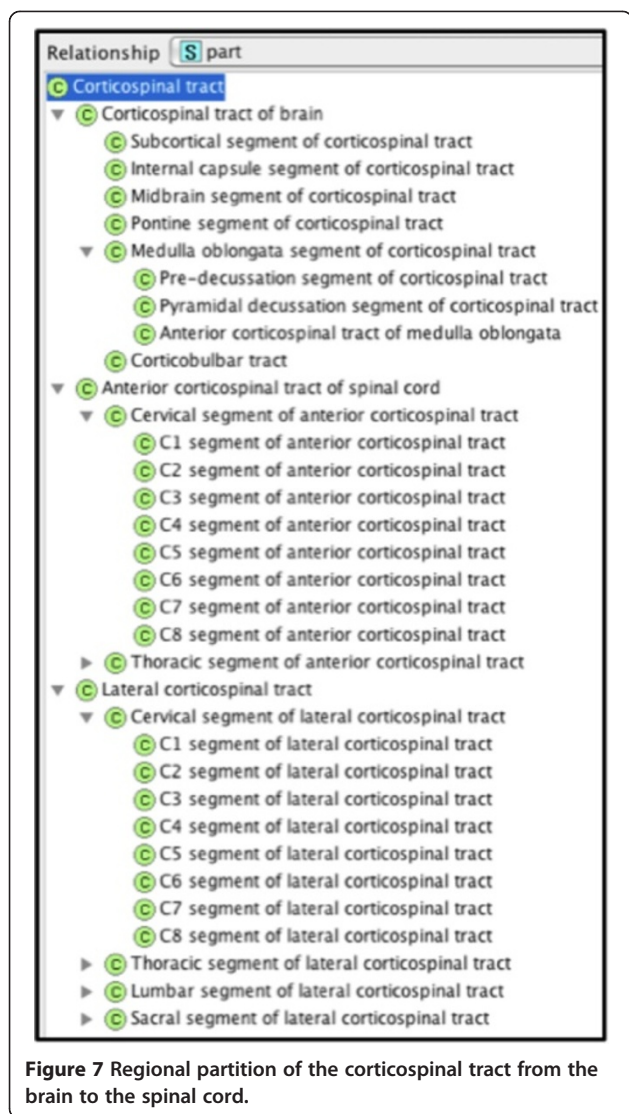 Relationship S part
C Corticospinal tract
C Corticospinal tract of brain
C Subcortical segment of corticospinal tract
C Internal capsule segment of corticospinal tract
C Midbrain segment of corticospinal tract
C Pontine segment of corticospinal tract
C Medulla oblongata segment of corticospinal tract
C Pre-decussation segment of corticospinal tract
C Pyramidal decussation segment of corticospinal tract
C Anterior corticospinal tract of medulla oblongata
C Corticobulbar tract
C Anterior corticospinal tract of spinal cord
C Cervical segment of anterior corticospinal tract
C C1 segment of anterior corticospinal tract
C C2 segment of anterior corticospinal tract
C C3 segment of anterior corticospinal tract
C C4 segment of anterior corticospinal tract
C C5 segment of anterior corticospinal tract
C C6 segment of anterior corticospinal tract
C C7 segment of anterior corticospinal tract
C C8 segment of anterior corticospinal tract
C Thoracic segment of anterior corticospinal tract
C Lateral corticospinal tract
C Cervical segment of lateral corticospinal tract
C C1 segment of lateral corticospinal tract
C C2 segment of lateral corticospinal tract
C C3 segment of lateral corticospinal tract
C C4 segment of lateral corticospinal tract
C C5 segment of lateral corticospinal tract
C C6 segment of lateral corticospinal tract
C C7 segment of lateral corticospinal tract
C C8 segment of lateral corticospinal tract
C Thoracic segment of lateral corticospinal tract
C Lumbar segment of lateral corticospinal tract
C Sacral segment of lateral corticospinal tract
Figure 7 Regional partition of the corticospinal tract from the
brain to the spinal cord.